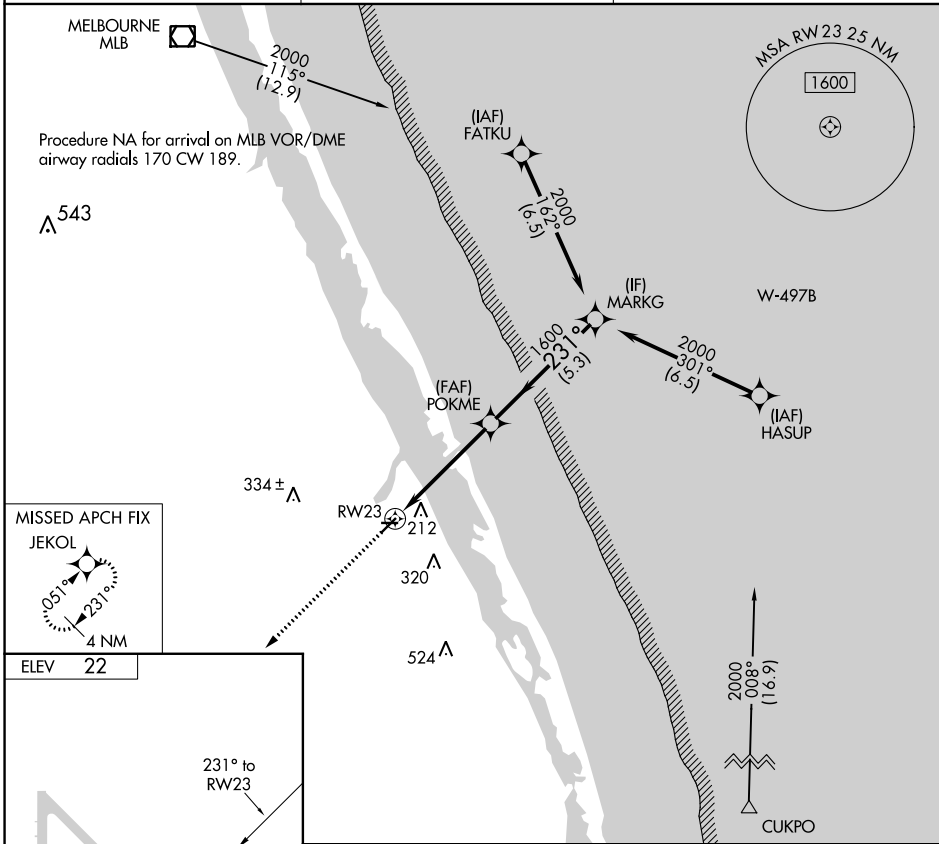 MELBOURNE
MLB
2000
115°
(12.9)
MSA RW23 25 NM
1600
(IAF)
FATKU
Procedure NA for arrival on MLB VOR/DME
airway radials 170 CW 189.
2000
162°
(6.5)
543
(IF)
MARKG
W-497B
1600
231°
(5.3)
2000
301°
(6.5)
(FAF)
POKME
(IAF)
HASUP
334 ±
RW23
212
MISSED APCH FIX
JEKOL
051°
231°
4 NM
320
524
2000
008°
(16.9)
ELEV 22
231° to
RW23
CUKPO